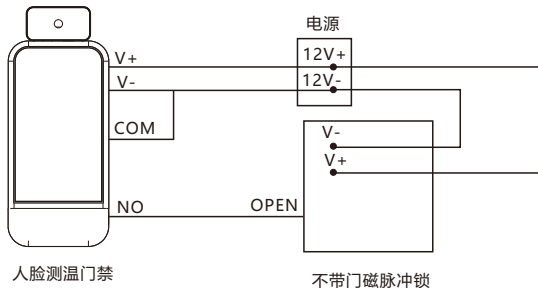 电源
V+
12V+
V-
12V-
COM
V-
V+
NO
OPEN
人脸测温门禁
不带门磁脉冲锁